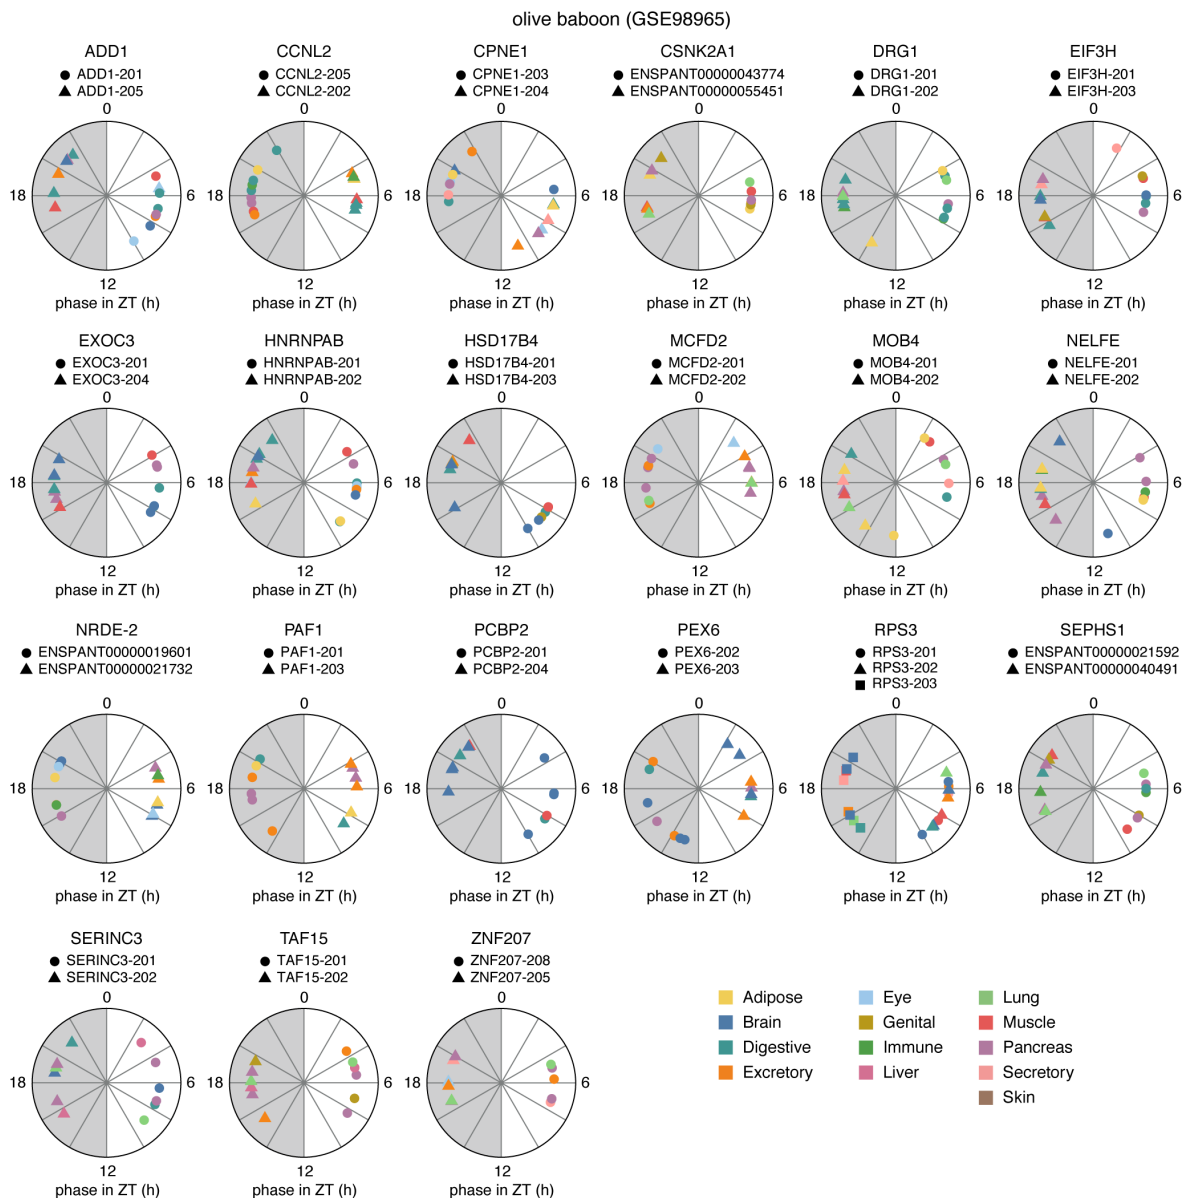 olive baboon (GSE98965)
ADD1
ADD1-201
ADD1-205
0
18
6
12
phase in ZT (h)
CCNL2
CCNL2-205
CCNL2-202
0
18
6
12
phase in ZT (h)
CPNE1
CPNE1-203
CPNE1-204
0
18
6
12
phase in ZT (h)
CSNK2A1
ENSPANT00000043774
ENSPANT00000055451
0
18
6
12
phase in ZT (h)
DRG1
DRG1-201
DRG1-202
0
18
6
12
phase in ZT (h)
EIF3H
EIF3H-201
EIF3H-203
0
18
6
12
phase in ZT (h)
EXOC3
EXOC3-201
EXOC3-204
0
18
6
12
phase in ZT (h)
HNRNPAB
HNRNPAB-201
HNRNPAB-202
0
18
6
12
phase in ZT (h)
HSD17B4
HSD17B4-201
HSD17B4-203
0
18
6
12
phase in ZT (h)
MCFD2
MCFD2-201
MCFD2-202
0
18
6
12
phase in ZT (h)
MOB4
MOB4-201
MOB4-202
0
18
6
12
phase in ZT (h)
NELFE
NELFE-201
NELFE-202
0
18
6
12
phase in ZT (h)
NRDE-2
ENSPANT00000019601
ENSPANT00000021732
0
18
6
12
phase in ZT (h)
PAF1
PAF1-201
PAF1-203
0
18
6
12
phase in ZT (h)
PCBP2
PCBP2-201
PCBP2-204
0
18
6
12
phase in ZT (h)
PEX6
PEX6-202
PEX6-203
0
18
6
12
phase in ZT (h)
RPS3
RPS3-201
RPS3-202
RPS3-203
0
18
6
12
phase in ZT (h)
SEPHS1
ENSPANT00000021592
ENSPANT00000040491
0
18
6
12
phase in ZT (h)
SERINC3
SERINC3-201
SERINC3-202
0
18
6
12
phase in ZT (h)
TAF15
TAF15-201
TAF15-202
0
18
6
12
phase in ZT (h)
ZNF207
ZNF207-208
ZNF207-205
0
18
6
12
phase in ZT (h)
Adipose
Brain
Digestive
Excretory
Eye
Genital
Immune
Liver
Lung
Muscle
Pancreas
Secretory
Skin